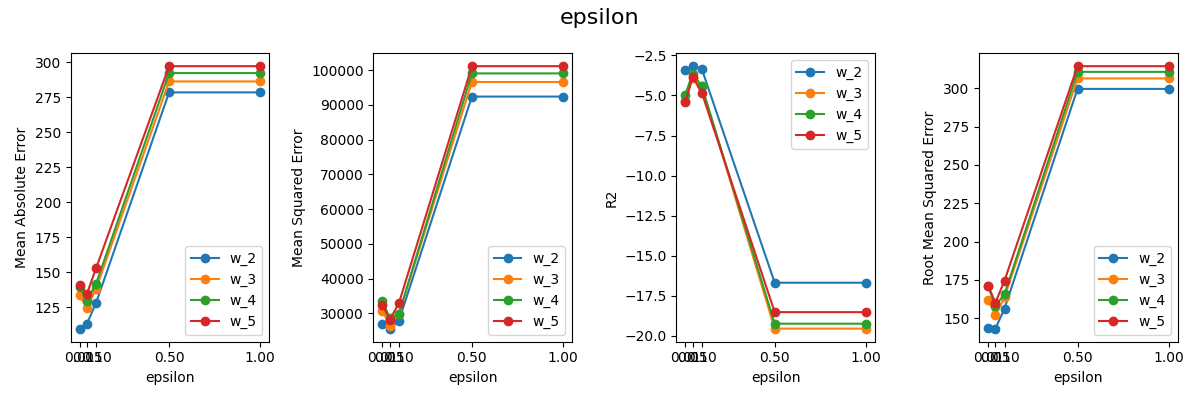 epsilon
Mean Absolute Error
300
275
250
225
200
175
150
125
0.50
1.00
epsilon
w_2
w_3
w_4
w_5
Mean Squared Error
100000
90000
80000
70000
60000
50000
40000
30000
0.50
1.00
epsilon
w_2
w_3
w_4
w_5
R2
−2.5
−5.0
−7.5
−10.0
−12.5
−15.0
−17.5
−20.0
0.50
1.00
epsilon
w_2
w_3
w_4
w_5
Root Mean Squared Error
300
275
250
225
200
175
150
0.50
1.00
epsilon
w_2
w_3
w_4
w_5